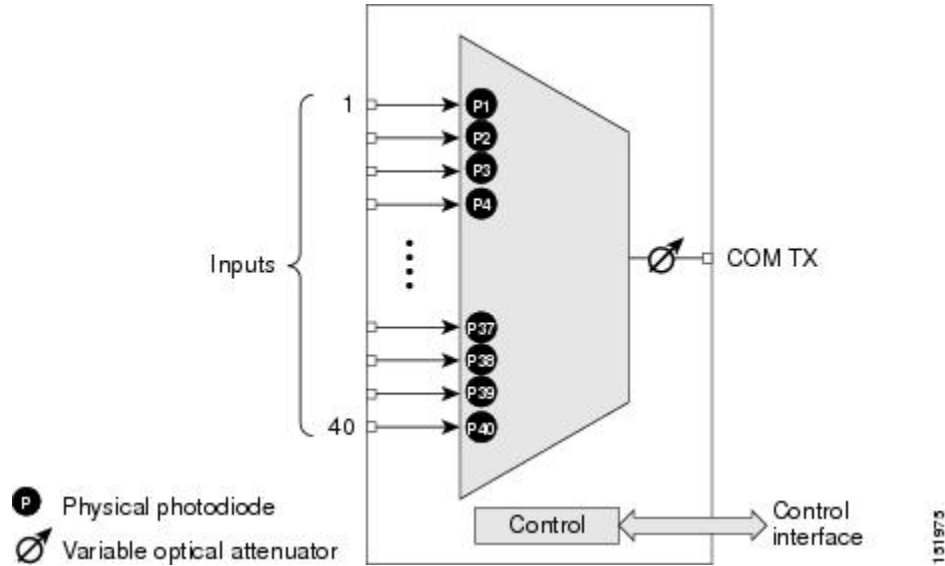 1
P1
P2
P3
P4
Inputs
COM TX
P37
P38
P39
40
P40
P Physical photodiode
Variable optical attenuator
Control
Control
interface
151975